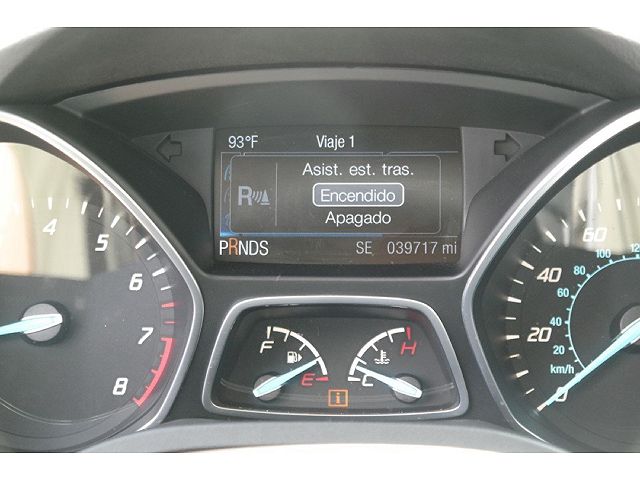 93°F Viaje 1
Asist. est. tras.
R Encendido
Apagado
PRNDS SE 039717 mi
4 5 6 7 8
F E
H C
i
60 40 20 0
100 80 60 40 20
km/h